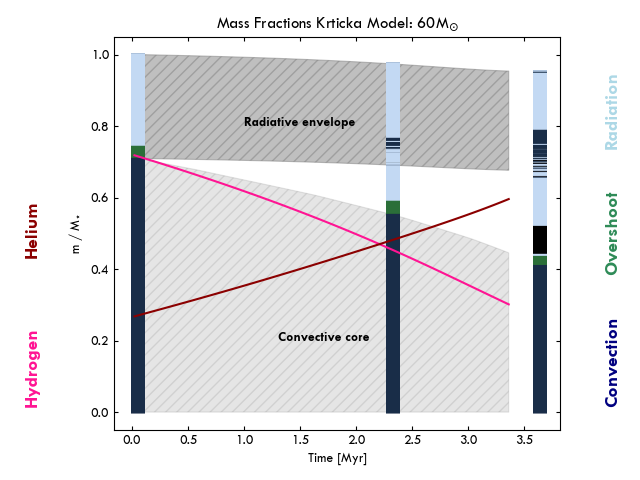 Mass Fractions Krticka Model: 60M☉
Radiation
Overshoot
Convection
Helium
Hydrogen
m / M⋆
1.0
0.8
0.6
0.4
0.2
0.0
Radiative envelope
Convective core
0.0 0.5 1.0 1.5 2.0 2.5 3.0 3.5
Time [Myr]